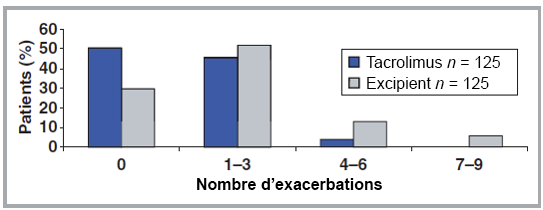 60
50
40
30
20
10
0
Patients (%)
Tacrolimus n = 125
Excipient n = 125
0 1–3 4–6 7–9
Nombre d’exacerbations